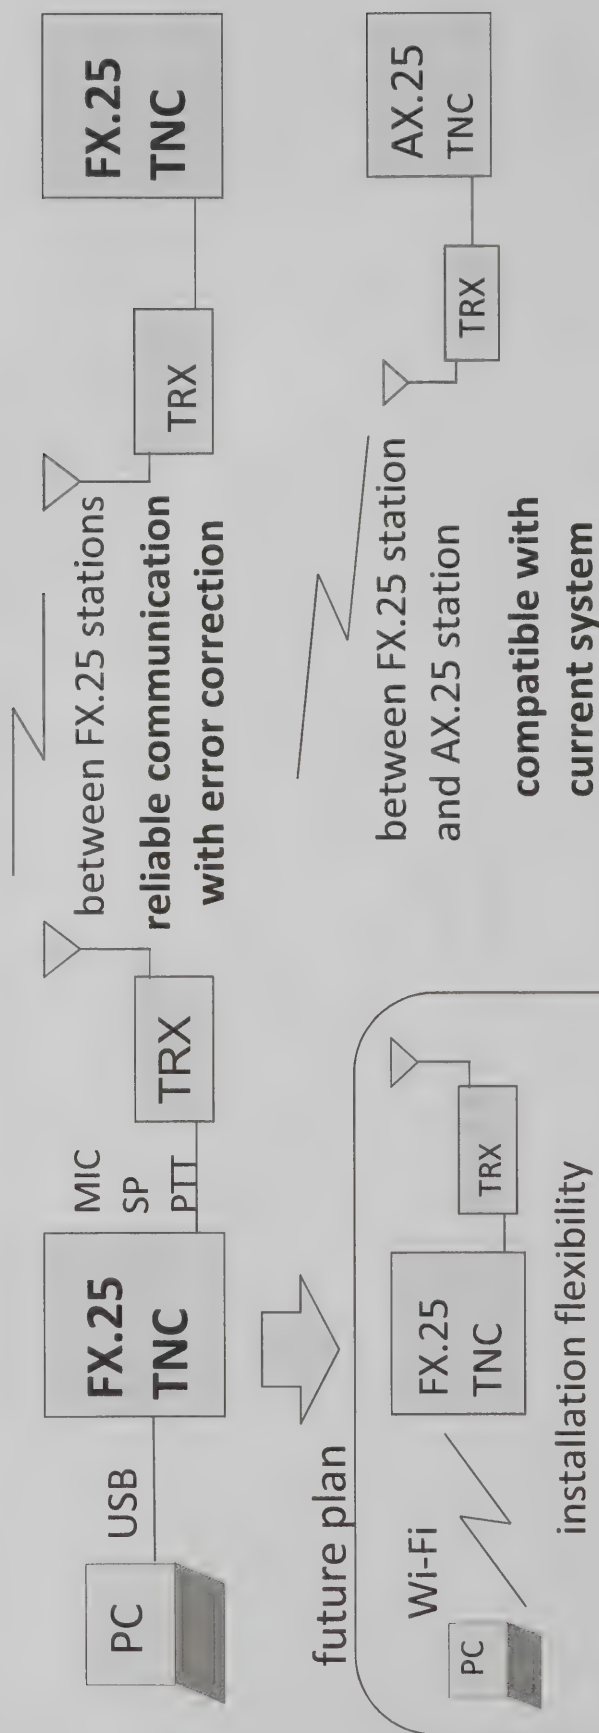 PC
USB
FX.25
TNC
MIC
SP
PTT
TRX
between FX.25 stations
reliable communication
with error correction
TRX
FX.25
TNC
future plan
Wi-Fi
PC
FX.25
TNC
TRX
installation flexibility
between FX.25 station
and AX.25 station
compatible with
current system
TRX
AX.25
TNC